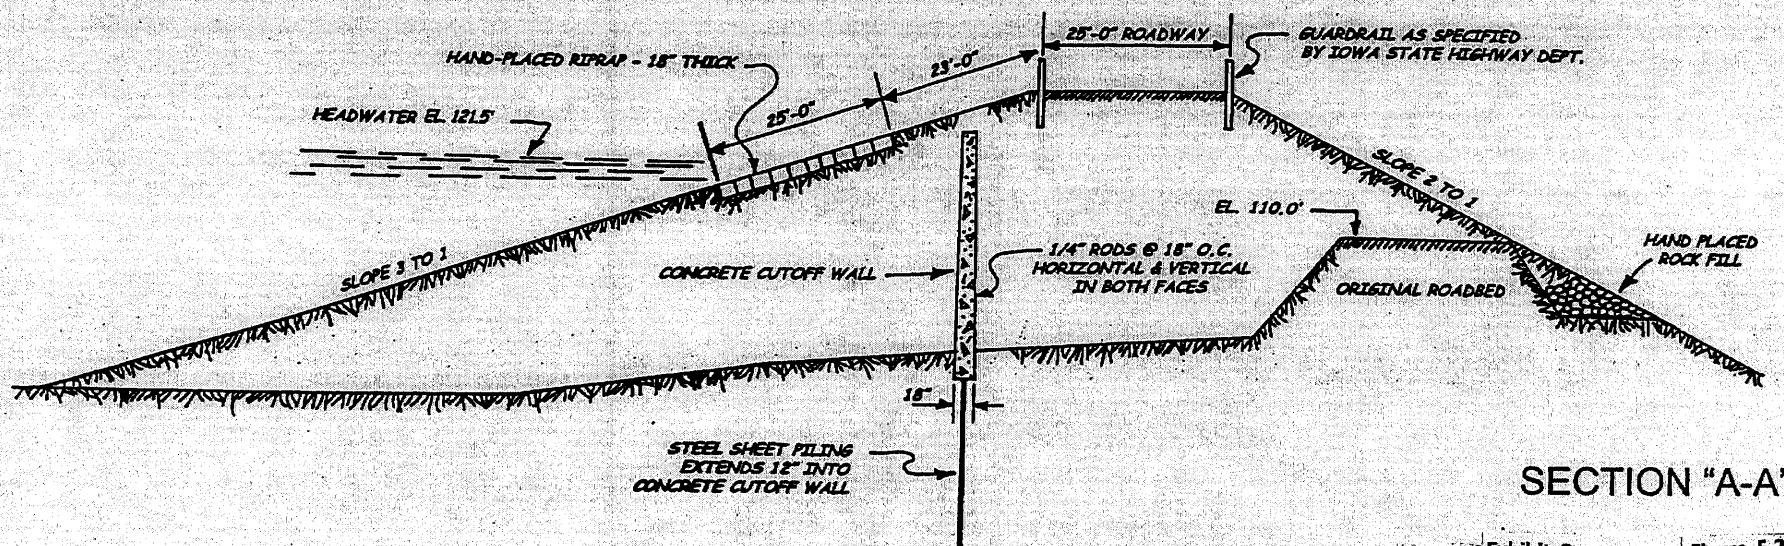 25'-0" ROADWAY
GUARDRAIL AS SPECIFIED
BY IOWA STATE HIGHWAY DEPT.
HAND-PLACED RIPRAP - 18" THICK
23'-0"
25'-0"
HEADWATER EL. 121.5'
SLOPE 2 TO 1
EL. 110.0'
HAND PLACED
ROCK FILL
1/4" RODS @ 18" O.C.
HORIZONTAL & VERTICAL
IN BOTH FACES
CONCRETE CUTOFF WALL
SLOPE 3 TO 1
ORIGINAL ROADBED
18"
STEEL SHEET PILING
EXTENDS 12" INTO
CONCRETE CUTOFF WALL
SECTION "A-A"